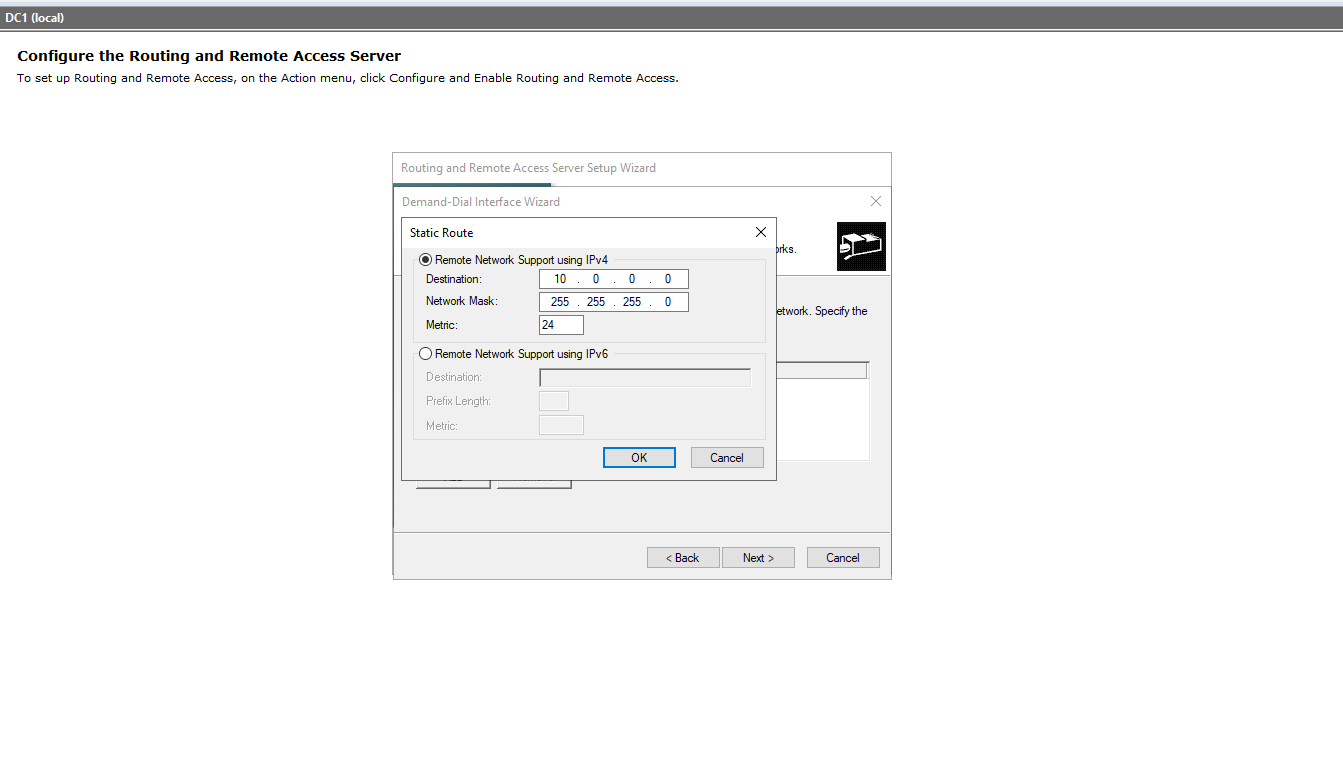 DC1 (local)
Configure the Routing and Remote Access Server
To set up Routing and Remote Access, on the Action menu, click Configure and Enable Routing and Remote Access.
Routing and Remote Access Server Setup Wizard
Demand-Dial Interface Wizard
Static Route
Remote Network Support using IPv4
Destination: 10 . 0 . 0 . 0
Network Mask: 255 . 255 . 255 . 0
Metric: 24
etwork. Specify the
Remote Network Support using IPv6
Destination:
Prefix Length:
Metric:
OK Cancel
< Back Next > Cancel